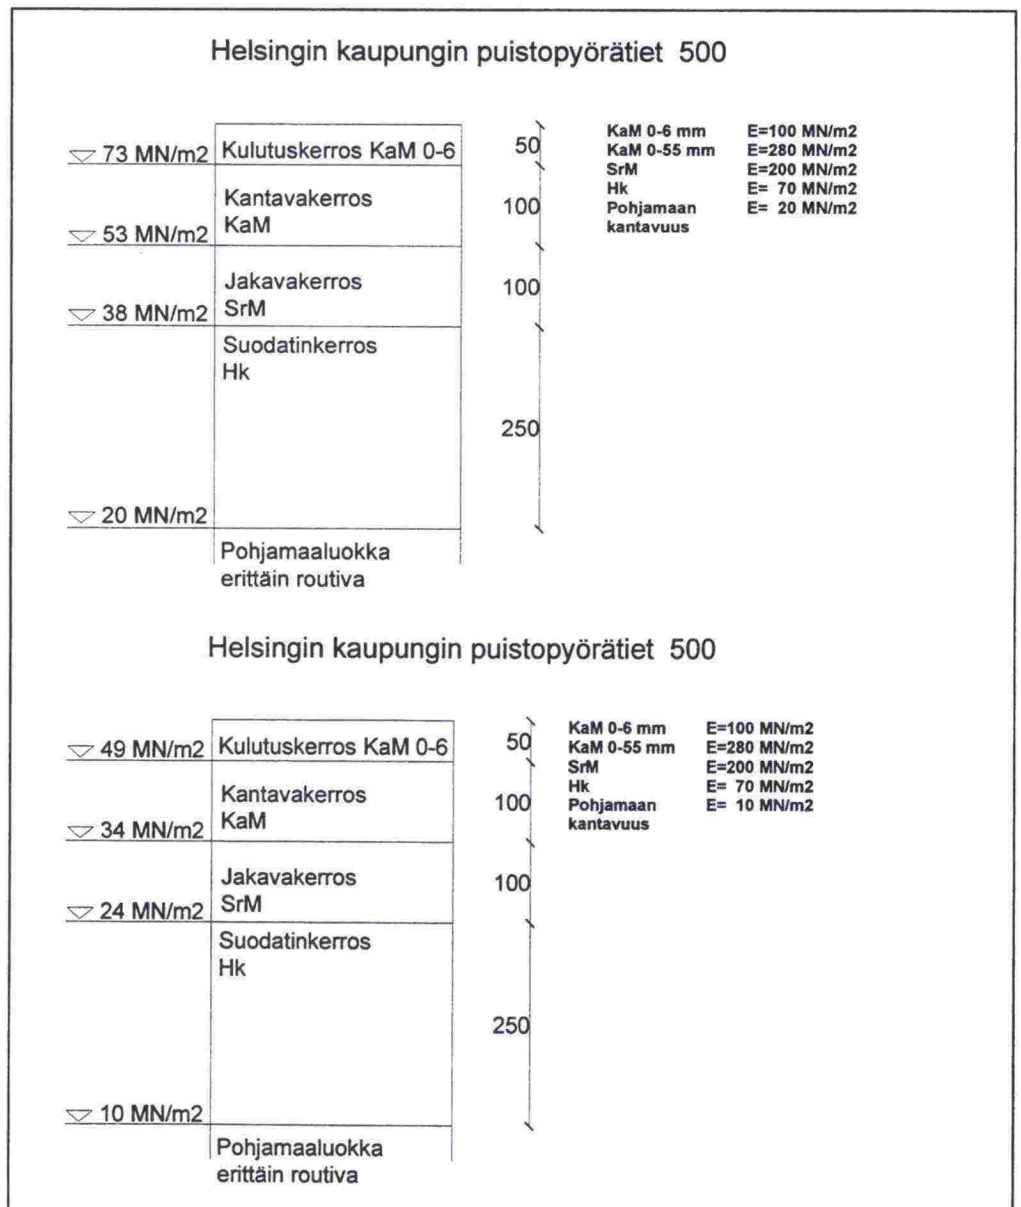 Helsingin kaupungin puistopyörätiet 500
73 MN/m2 Kulutuskerros KaM 0-6 50
Kantavakerros
KaM
100
53 MN/m2
Jakavakerros
SrM
100
38 MN/m2
Suodatinkerros
Hk
250
20 MN/m2
Pohjamaaluokka
erittäin routiva
KaM 0-6 mm E=100 MN/m2
KaM 0-55 mm E=280 MN/m2
SrM E=200 MN/m2
Hk E= 70 MN/m2
Pohjamaan E= 20 MN/m2
kantavuus
Helsingin kaupungin puistopyörätiet 500
49 MN/m2 Kulutuskerros KaM 0-6 50
Kantavakerros
KaM
100
34 MN/m2
Jakavakerros
SrM
100
24 MN/m2
Suodatinkerros
Hk
250
10 MN/m2
Pohjamaaluokka
erittäin routiva
KaM 0-6 mm E=100 MN/m2
KaM 0-55 mm E=280 MN/m2
SrM E=200 MN/m2
Hk E= 70 MN/m2
Pohjamaan E= 10 MN/m2
kantavuus